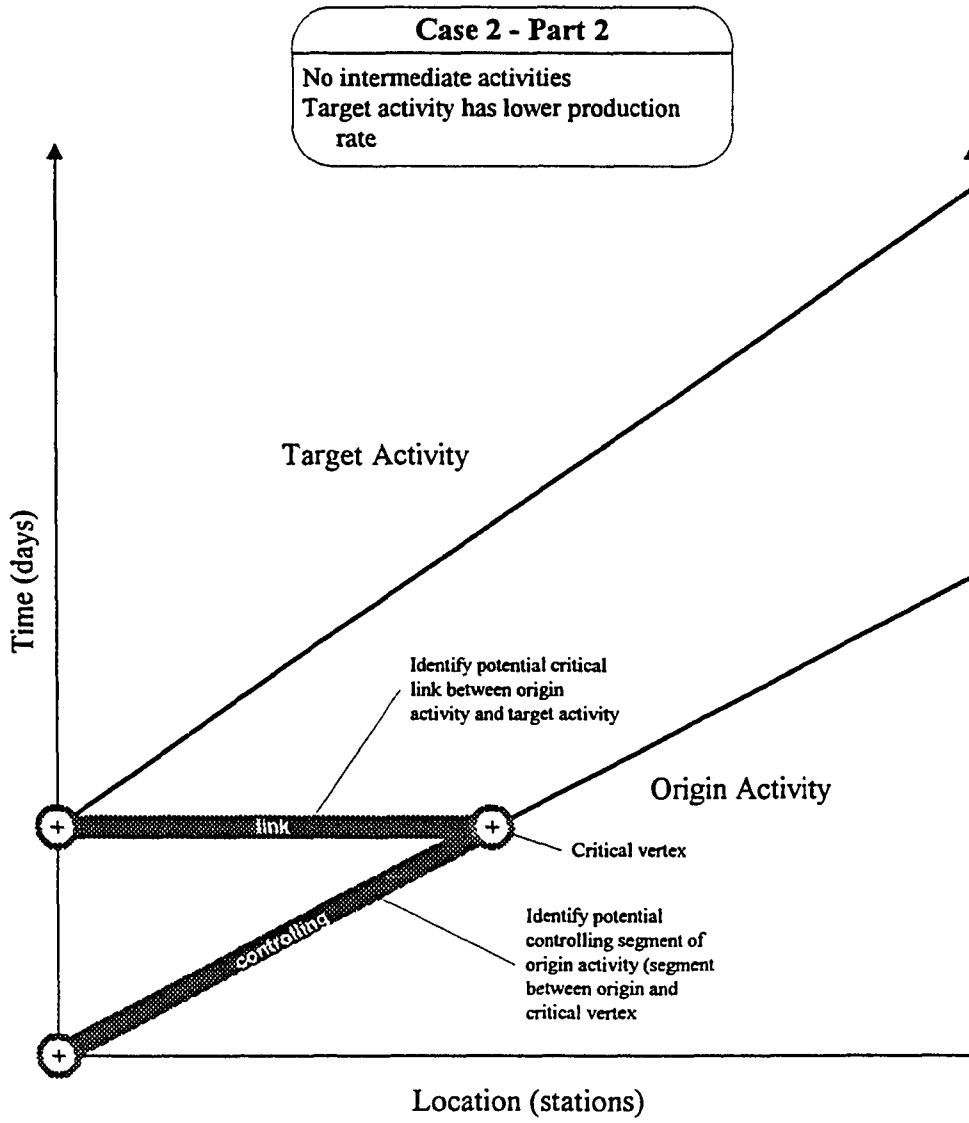 Case 2 - Part 2
No intermediate activities
Target activity has lower production
rate
Target Activity
Time (days)
Identify potential critical
link between origin
activity and target activity
Origin Activity
link
Critical vertex
controlling
Identify potential
controlling segment of
origin activity (segment
between origin and
critical vertex
Location (stations)